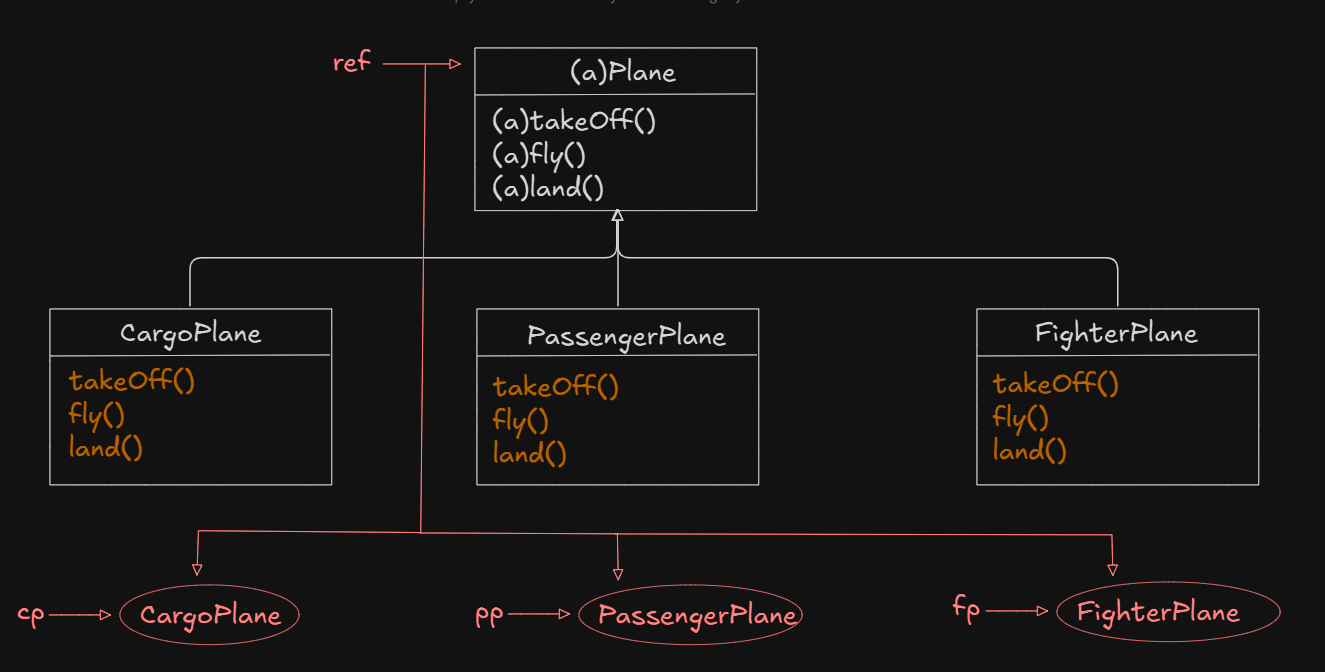 ref
(a)Plane
(a)takeOff()
(a)fly()
(a)land()
CargoPlane
takeOff()
fly()
land()
PassengerPlane
takeOff()
fly()
land()
FighterPlane
takeOff()
fly()
land()
cp
CargoPlane
pp
PassengerPlane
fp
FighterPlane